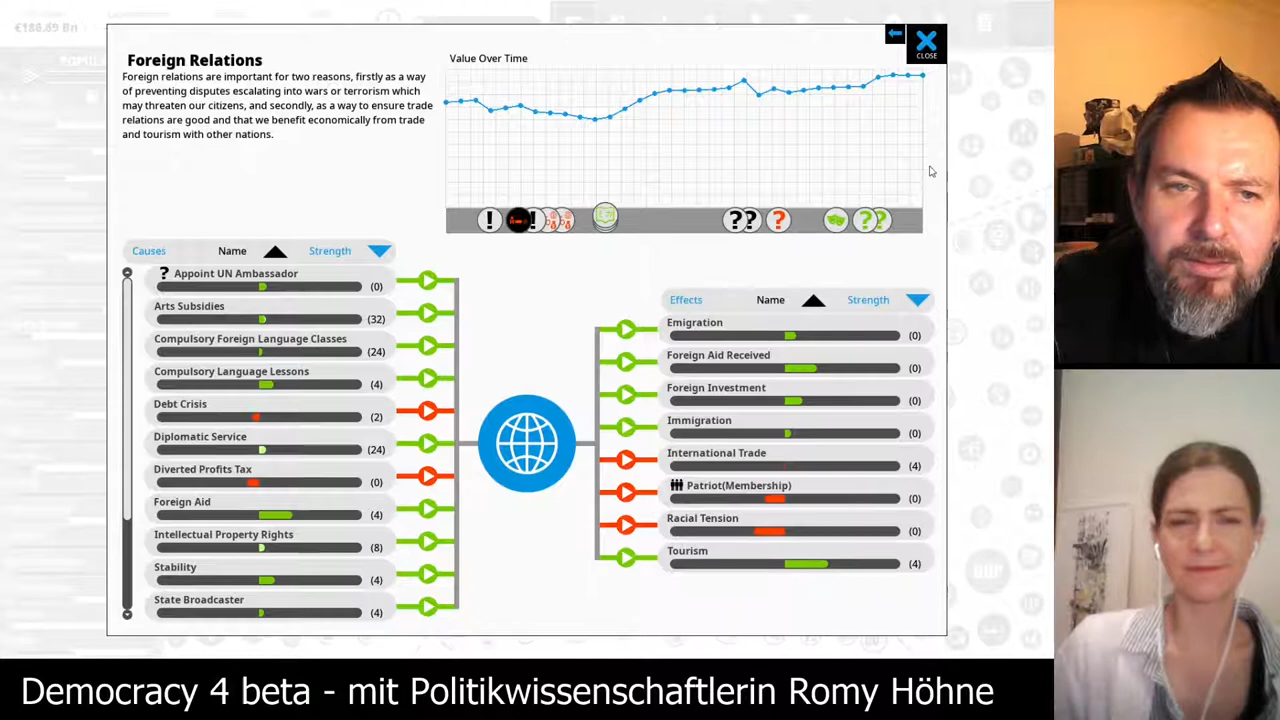 €186.69 Bn
Foreign Relations
Foreign relations are important for two reasons, firstly as a way
of preventing disputes escalating into wars or terrorism which
may threaten our citizens, and secondly, as a way to ensure trade
relations are good and that we benefit economically from trade
and tourism with other nations.
Value Over Time
CLOSE
! ! ?? ? ??
Causes Name Strength
? Appoint UN Ambassador
(0)
Arts Subsidies
(32)
Compulsory Foreign Language Classes
(24)
Compulsory Language Lessons
(4)
Debt Crisis
(2)
Diplomatic Service
(24)
Diverted Profits Tax
(0)
Foreign Aid
(4)
Intellectual Property Rights
(8)
Stability
(4)
State Broadcaster
(4)
Effects Name Strength
Emigration
(0)
Foreign Aid Received
(0)
Foreign Investment
(0)
Immigration
(0)
International Trade
(4)
Patriot(Membership)
(0)
Racial Tension
(0)
Tourism
(4)
Democracy 4 beta - mit Politikwissenschaftlerin Romy Höhne